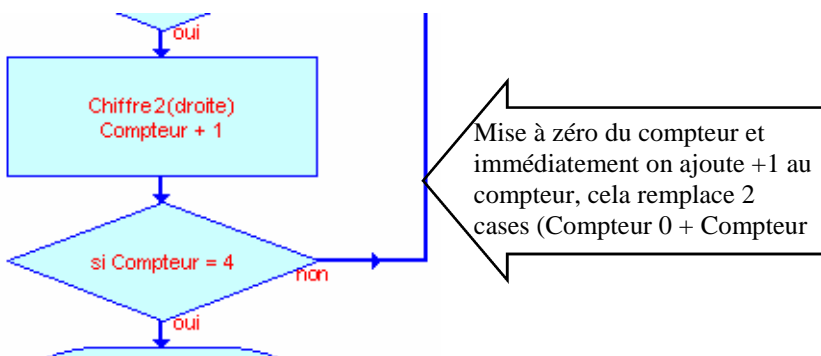 oui
Chiffre2(droite)
Compteur + 1
si Compteur = 4
non
oui
Mise à zéro du compteur et
immédiatement on ajoute +1 au
compteur, cela remplace 2
cases (Compteur 0 + Compteur